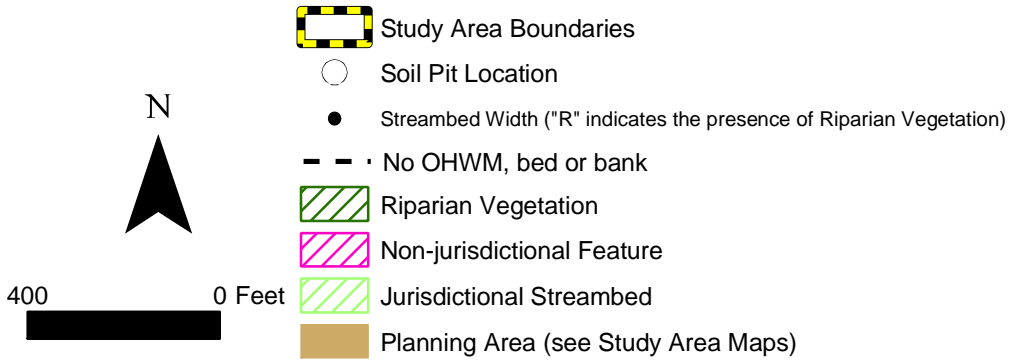 Study Area Boundaries
Soil Pit Location
N
Streambed Width ("R" indicates the presence of Riparian Vegetation)
No OHWM, bed or bank
Riparian Vegetation
Non-jurisdictional Feature
400 0 Feet
Jurisdictional Streambed
Planning Area (see Study Area Maps)